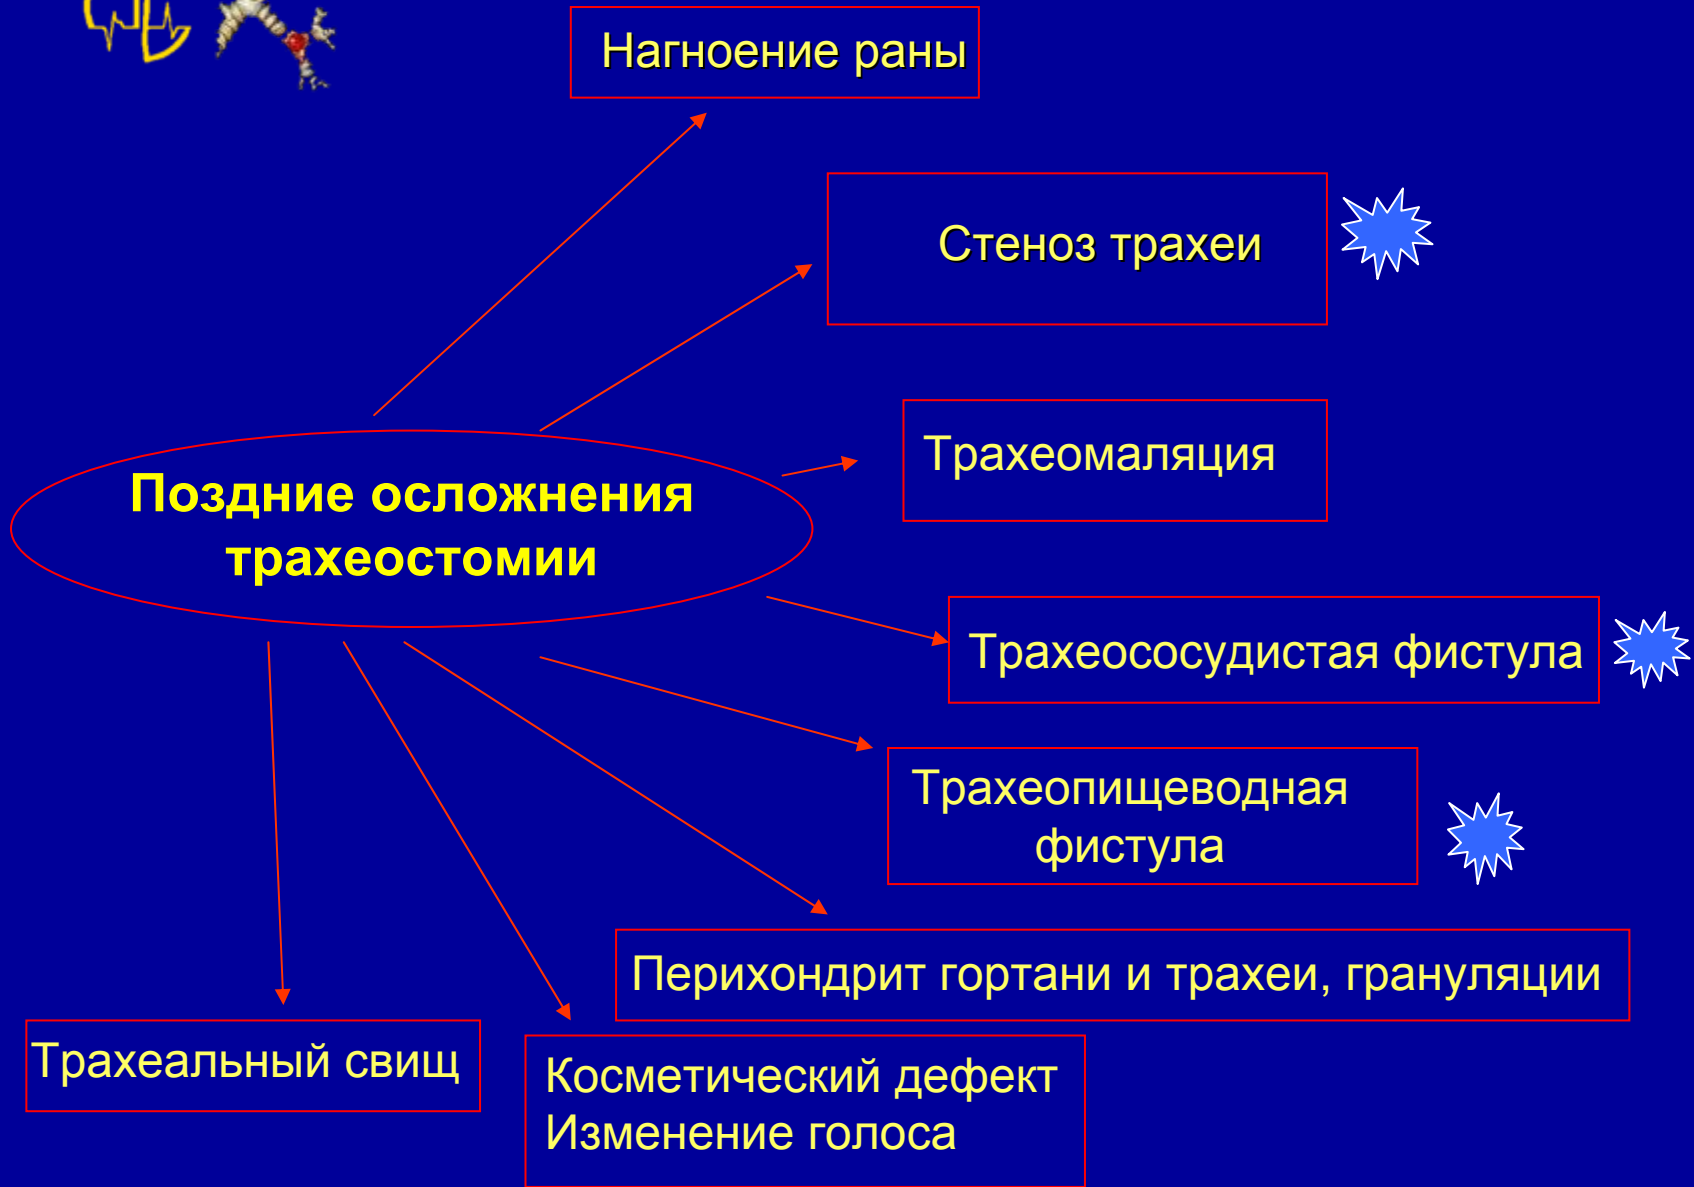 Нагноение раны
Стеноз трахеи
Трахеомаляция
Поздние осложнения
трахеостомии
Трахеососудистая фистула
Трахеопищеводная
фистула
Перихондрит гортани и трахеи, грануляции
Трахеальный свищ
Косметический дефект
Изменение голоса